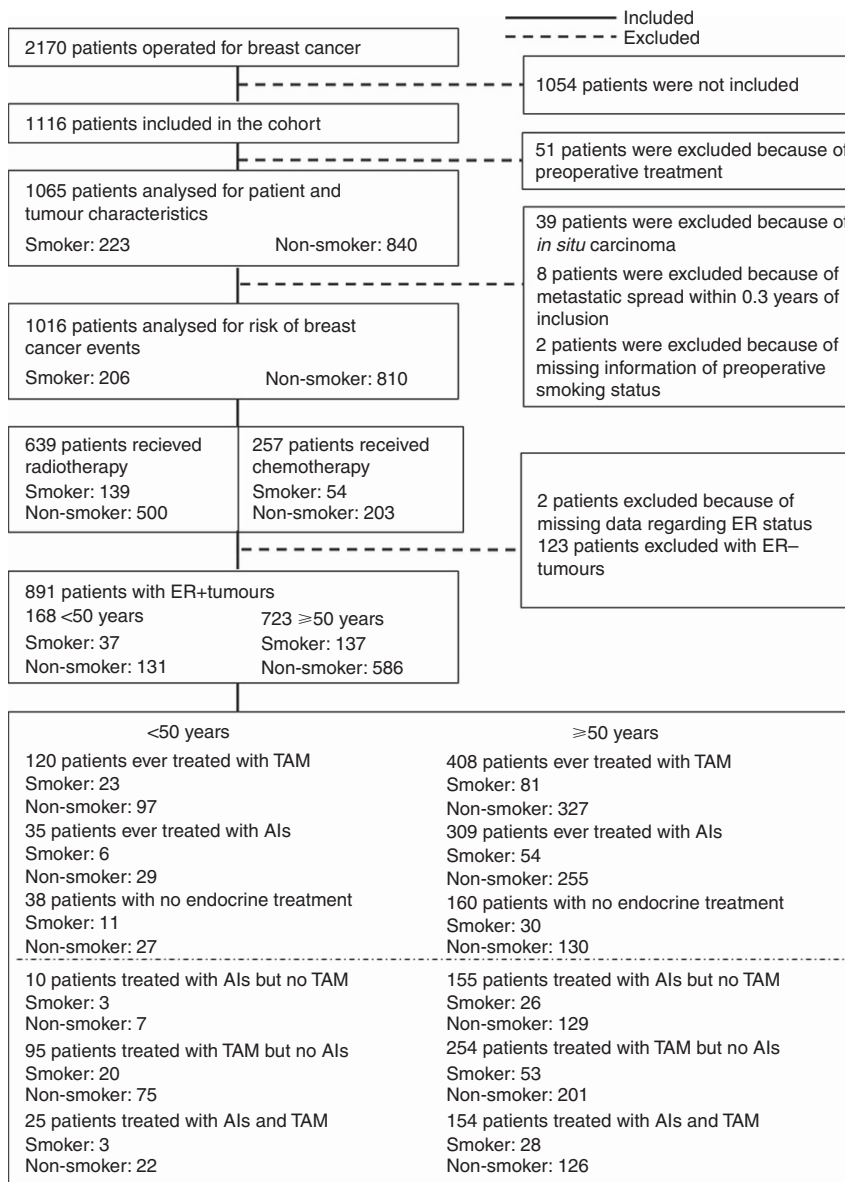 Included
Excluded
2170 patients operated for breast cancer
1054 patients were not included
1116 patients included in the cohort
51 patients were excluded because of
preoperative treatment
1065 patients analysed for patient and
tumour characteristics
Smoker: 223 Non-smoker: 840
39 patients were excluded because of
in situ carcinoma
8 patients were excluded because of
metastatic spread within 0.3 years of
inclusion
2 patients were excluded because of
missing information of preoperative
smoking status
1016 patients analysed for risk of breast
cancer events
Smoker: 206 Non-smoker: 810
639 patients recieved
radiotherapy
Smoker: 139
Non-smoker: 500
257 patients received
chemotherapy
Smoker: 54
Non-smoker: 203
2 patients excluded because of
missing data regarding ER status
123 patients excluded with ER–
tumours
891 patients with ER+tumours
168 <50 years
Smoker: 37
Non-smoker: 131
723 ⩾50 years
Smoker: 137
Non-smoker: 586
<50 years
120 patients ever treated with TAM
Smoker: 23
Non-smoker: 97
35 patients ever treated with AIs
Smoker: 6
Non-smoker: 29
38 patients with no endocrine treatment
Smoker: 11
Non-smoker: 27
10 patients treated with AIs but no TAM
Smoker: 3
Non-smoker: 7
95 patients treated with TAM but no AIs
Smoker: 20
Non-smoker: 75
25 patients treated with AIs and TAM
Smoker: 3
Non-smoker: 22
⩾50 years
408 patients ever treated with TAM
Smoker: 81
Non-smoker: 327
309 patients ever treated with AIs
Smoker: 54
Non-smoker: 255
160 patients with no endocrine treatment
Smoker: 30
Non-smoker: 130
155 patients treated with AIs but no TAM
Smoker: 26
Non-smoker: 129
254 patients treated with TAM but no AIs
Smoker: 53
Non-smoker: 201
154 patients treated with AIs and TAM
Smoker: 28
Non-smoker: 126